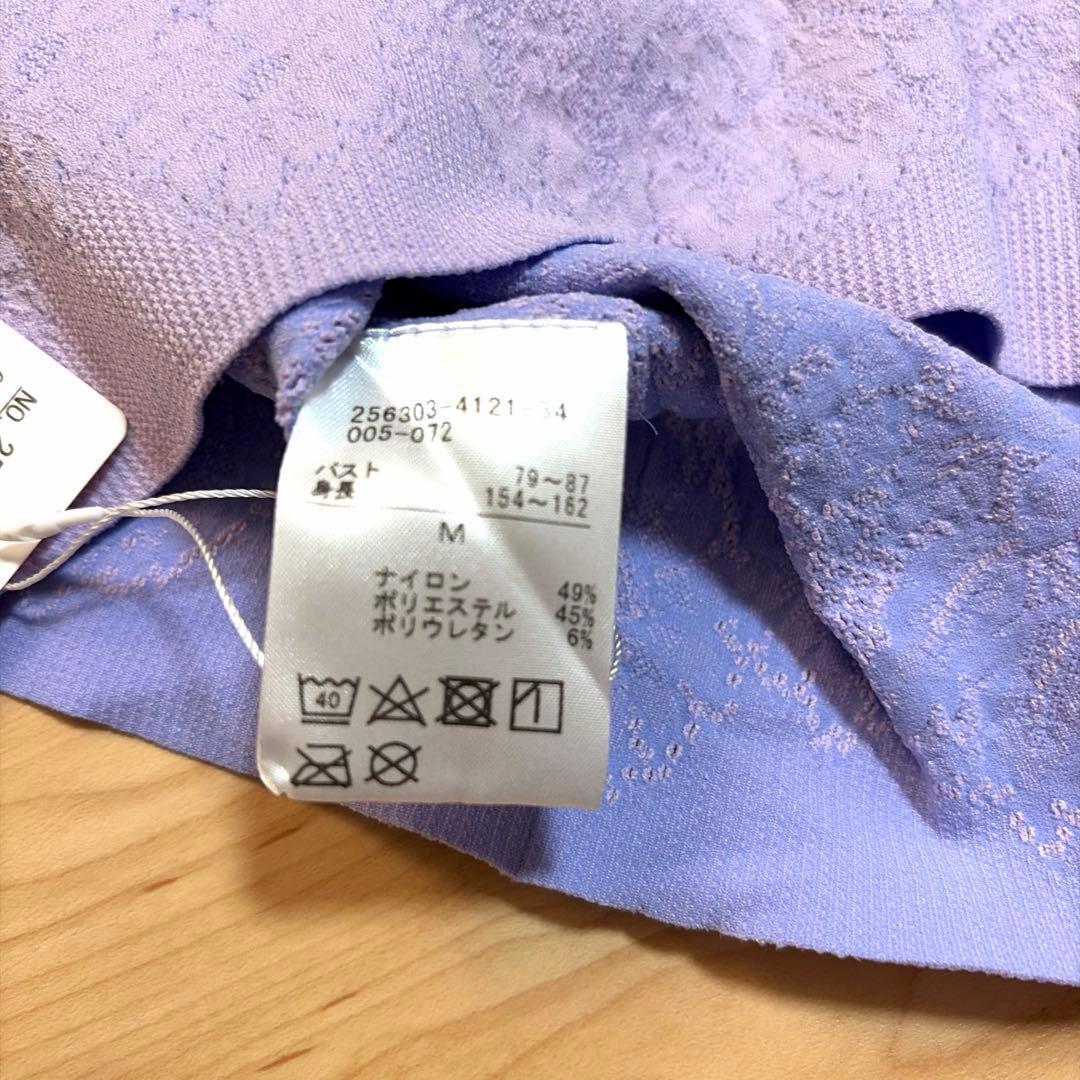 256303-4121-34
005-072
バスト 79～87
身長 154～162
M
ナイロン 49%
ポリエステル 45%
ポリウレタン 6%
40
NO.